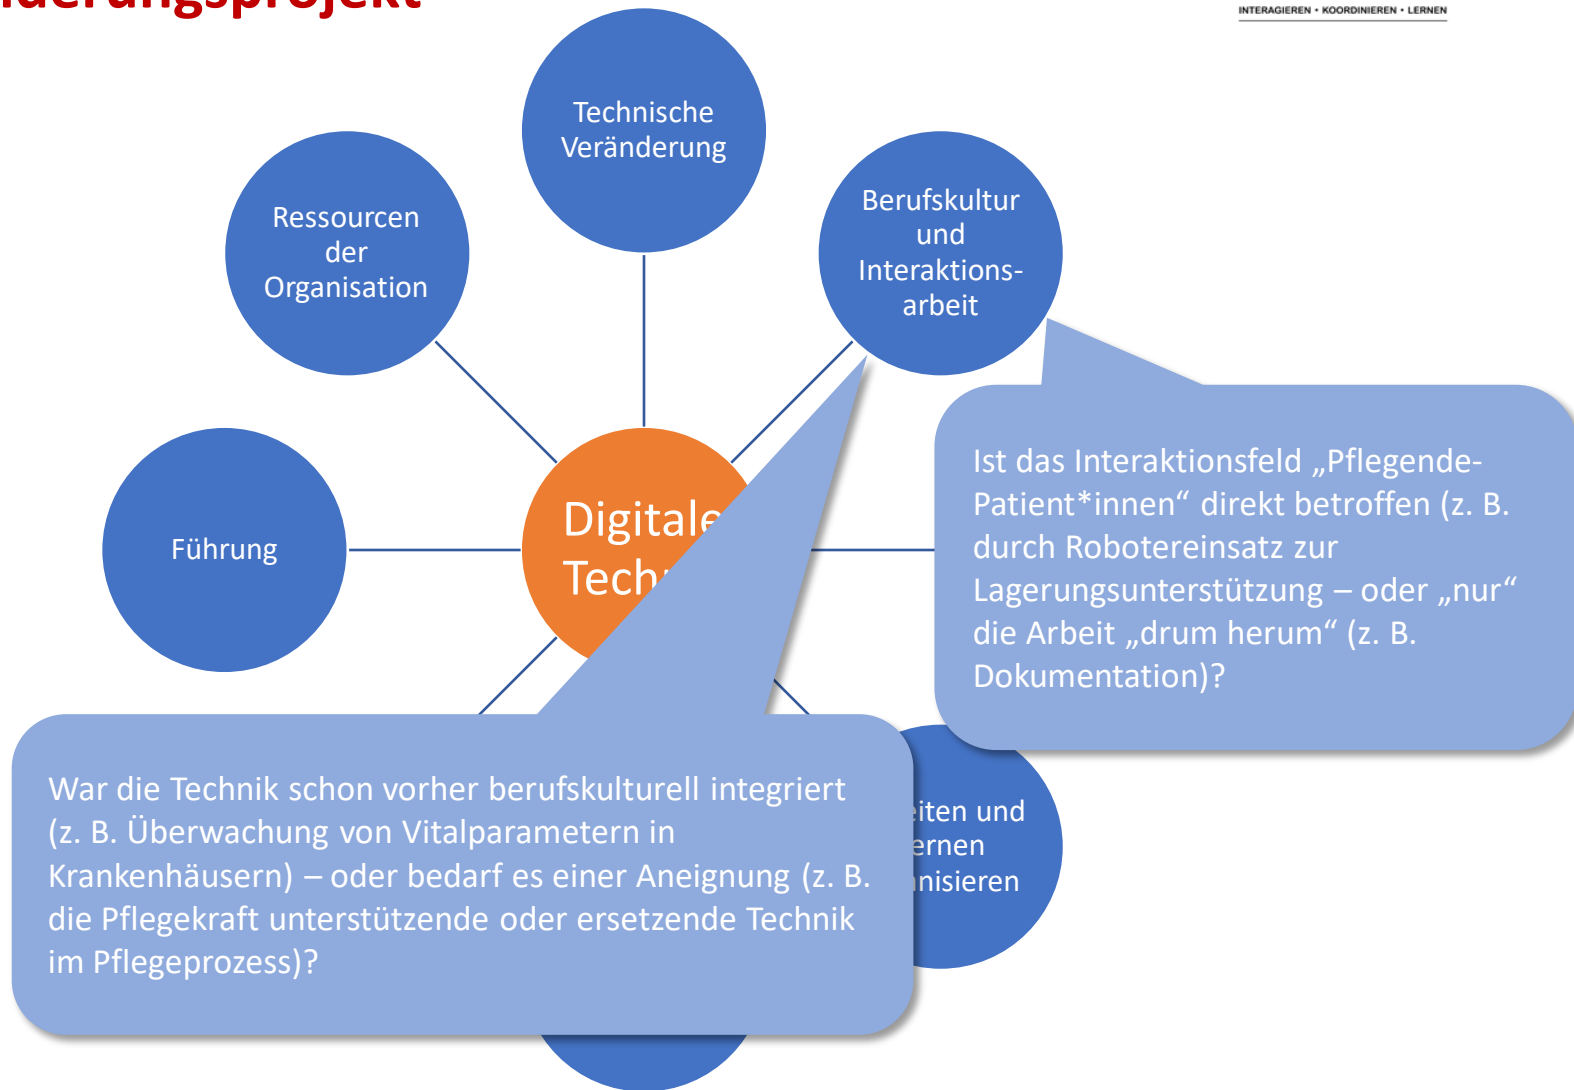 INTERAGIEREN • KOORDINIEREN • LERNEN
Technische
Veränderung
Berufskultur
und
Interaktions-
arbeit
Ressourcen
der
Organisation
Führung
Digitale
Ist das Interaktionsfeld „Pflegende-
Patient*innen“ direkt betroffen (z. B.
durch Robotereinsatz zur
Lagerungsunterstützung – oder „nur“
die Arbeit „drum herum“ (z. B.
Dokumentation)?
War die Technik schon vorher berufskulturell integriert
(z. B. Überwachung von Vitalparametern in
Krankenhäusern) – oder bedarf es einer Aneignung (z. B.
die Pflegekraft unterstützende oder ersetzende Technik
im Pflegeprozess)?
und